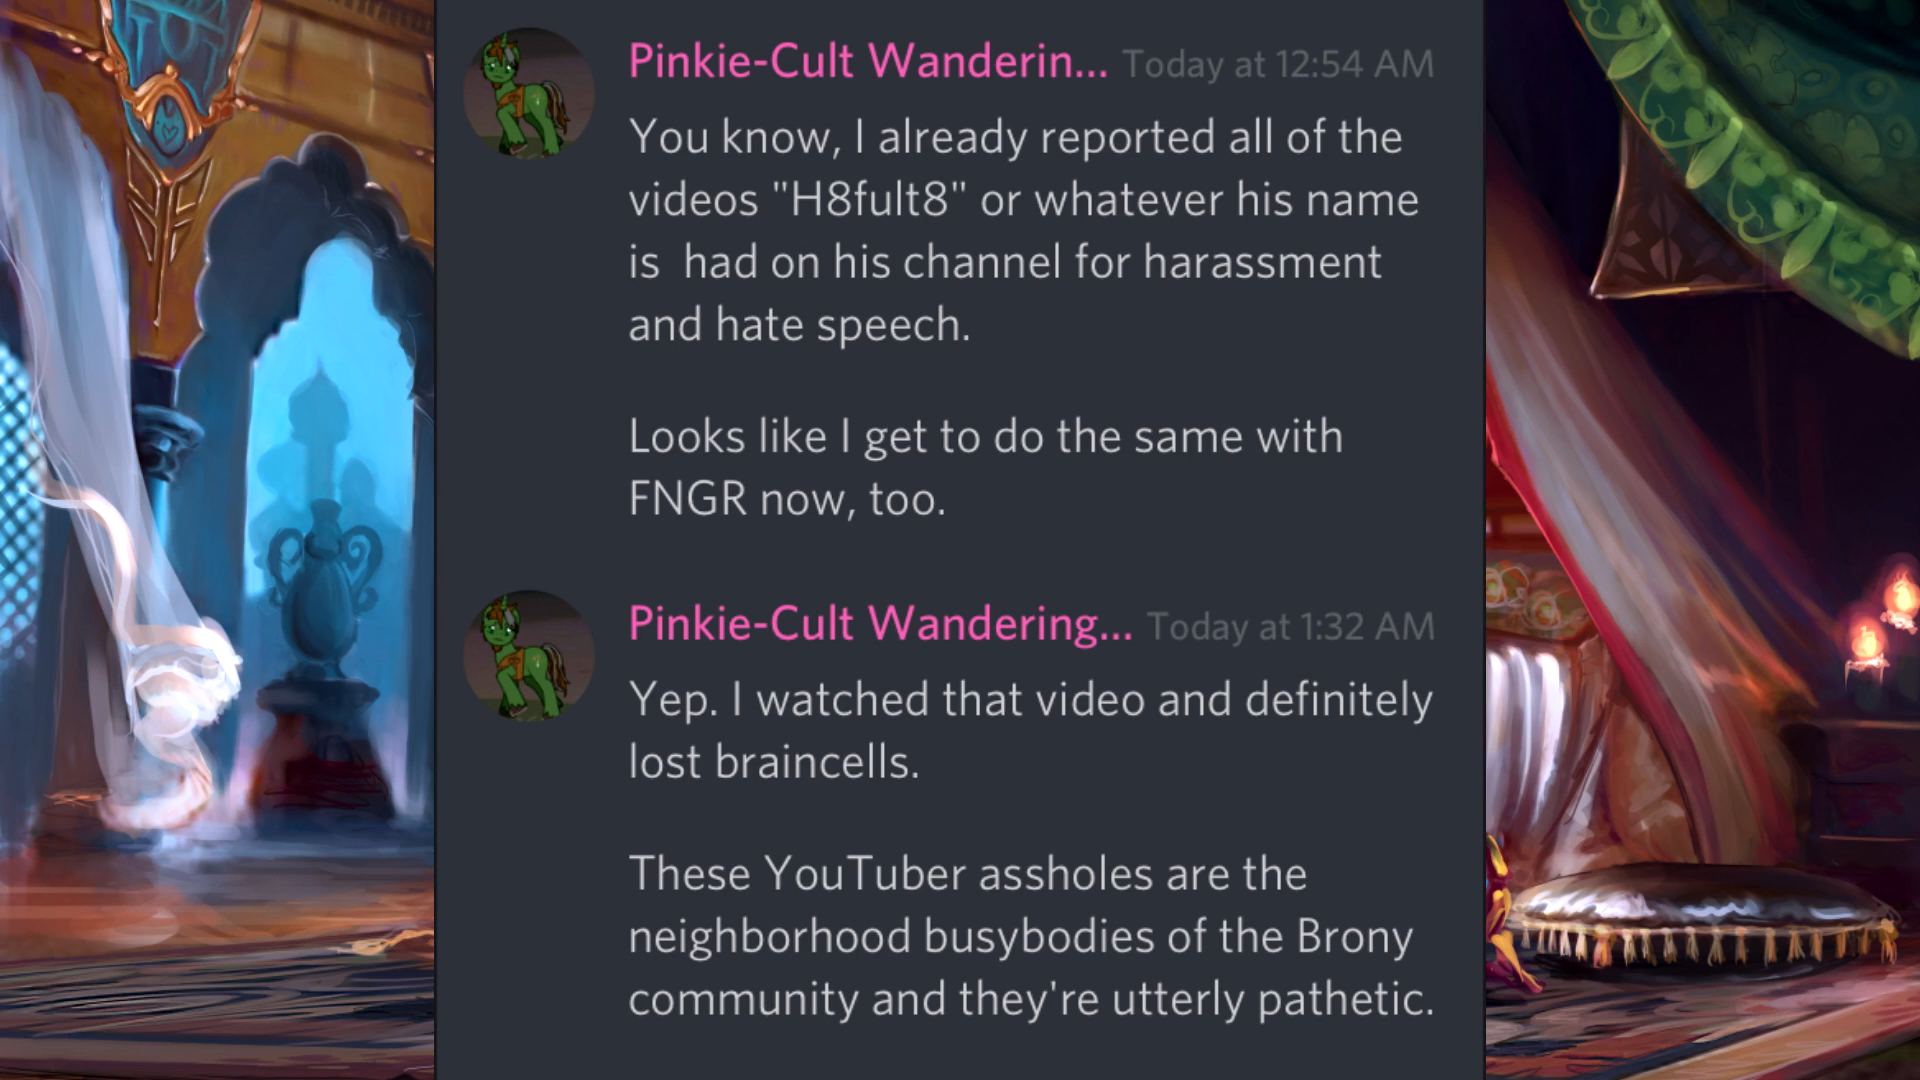 Pinkie-Cult Wanderin... Today at 12:54 AM
You know, I already reported all of the
videos "H8fult8" or whatever his name
is  had on his channel for harassment
and hate speech.
Looks like I get to do the same with
FNGR now, too.
Pinkie-Cult Wandering... Today at 1:32 AM
Yep. I watched that video and definitely
lost braincells.
These YouTuber assholes are the
neighborhood busybodies of the Brony
community and they're utterly pathetic.